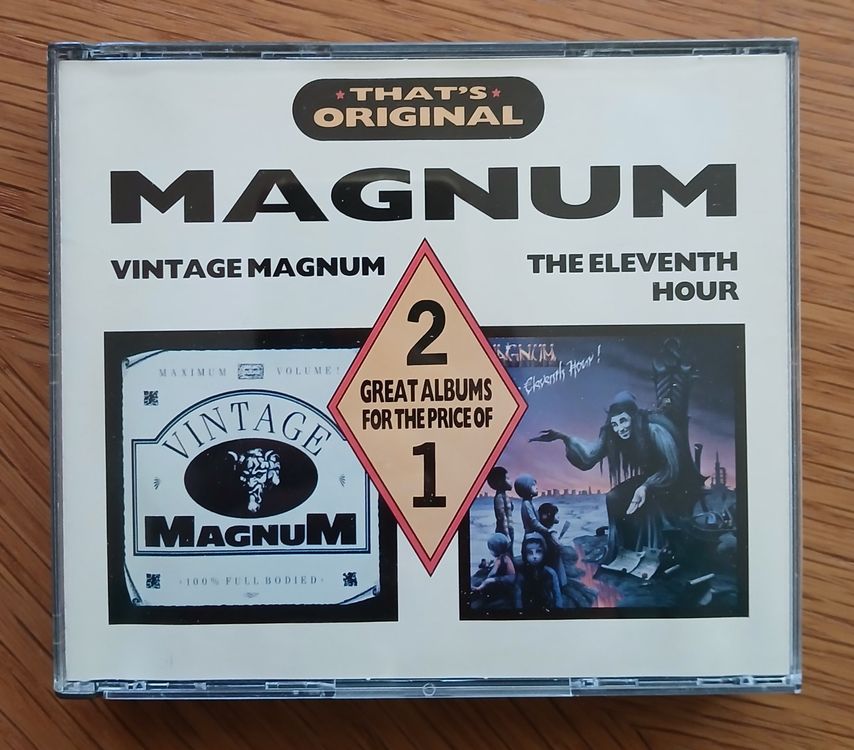 THAT'S
ORIGINAL
MAGNUM
VINTAGE MAGNUM
THE ELEVENTH
HOUR
2
GREAT ALBUMS
FOR THE PRICE OF
1
MAXIMUM VOLUME!
VINTAGE
MAGNUM
·100% FULL BODIED·
MAGNUM
Eleventh Hour!